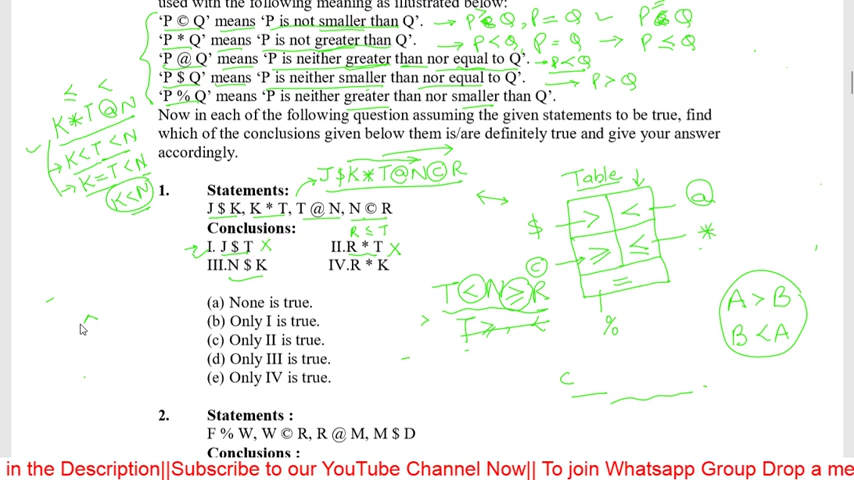 used with the following meaning as illustrated below:
'P © Q' means 'P is not smaller than Q'. → P > Q, P = Q
'P * Q' means 'P is not greater than Q'. → P < Q, P = Q → P ≤ Q
'P @ Q' means 'P is neither greater than nor equal to Q'. → P < Q
'P $ Q' means 'P is neither smaller than nor equal to Q'. → P > Q
'P % Q' means 'P is neither greater than nor smaller than Q'.
Now in each of the following question assuming the given statements to be true, find
which of the conclusions given below them is/are definitely true and give your answer
accordingly.
≤ <
K*T@N
K<T<N
K=T<N
K<N
1. Statements: J$K*T@N©R
J $ K, K * T, T @ N, N © R
Conclusions: R ≤ T
I. J $ T X II.R * T X
III.N $ K IV.R * K
(a) None is true.
(b) Only I is true.
(c) Only II is true.
(d) Only III is true.
(e) Only IV is true.
Table ↓
$ > < @
© ≥ ≤ *
=
%
T < N ≥ R
A > B
B < A
2. Statements :
F % W, W © R, R @ M, M $ D
Conclusions :
in the Description||Subscribe to our YouTube Channel Now|| To join Whatsapp Group Drop a me